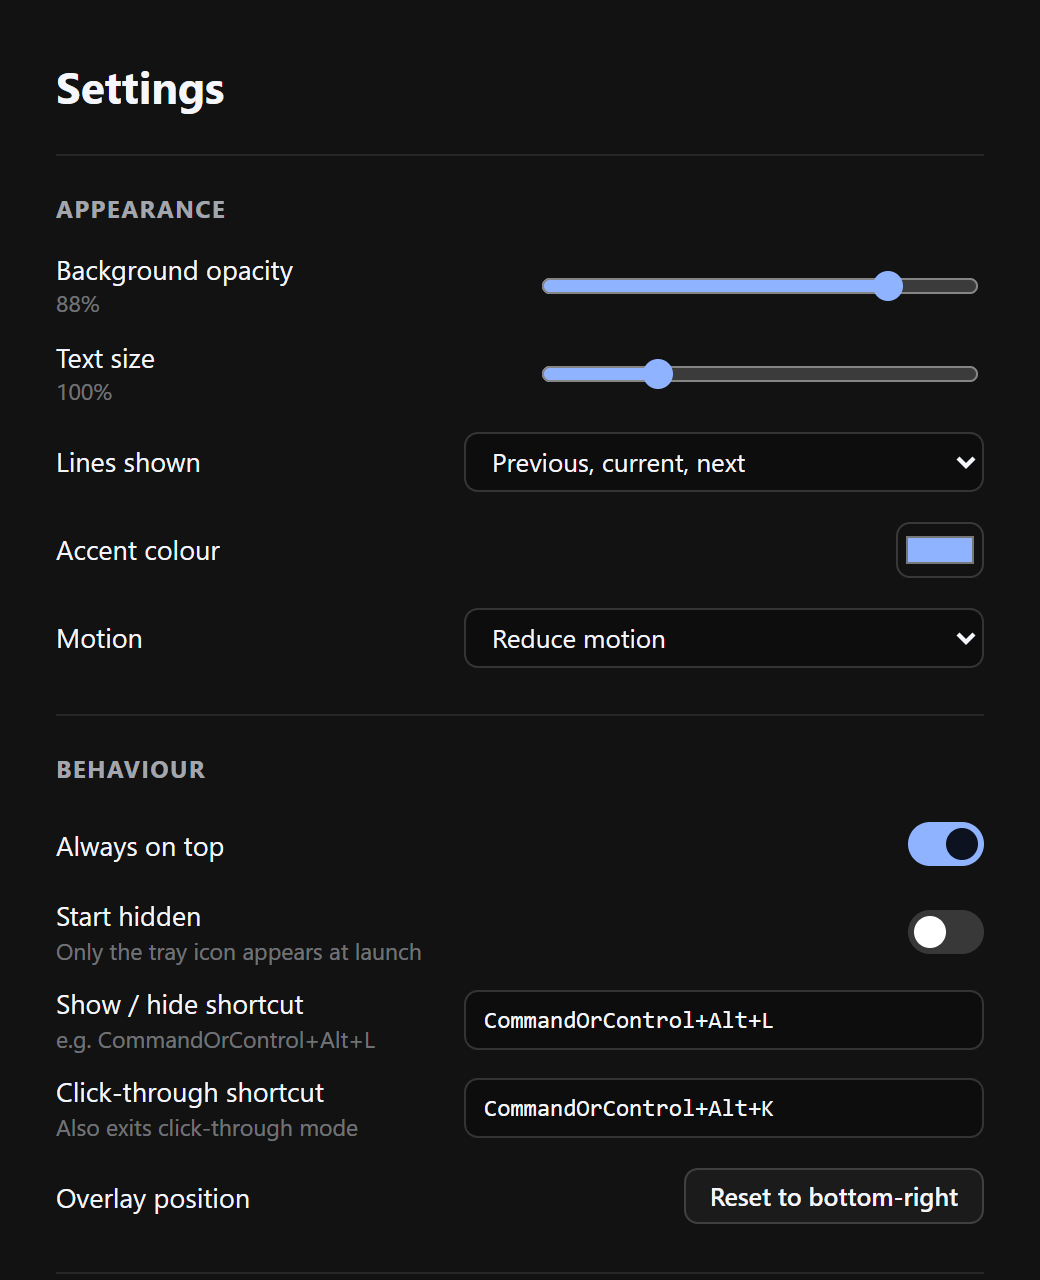 Settings
APPEARANCE
Background opacity
88%
Text size
100%
Lines shown
Previous, current, next
Accent colour
Motion
Reduce motion
BEHAVIOUR
Always on top
Start hidden
Only the tray icon appears at launch
Show / hide shortcut
e.g. CommandOrControl+Alt+L
CommandOrControl+Alt+L
Click-through shortcut
Also exits click-through mode
CommandOrControl+Alt+K
Overlay position
Reset to bottom-right